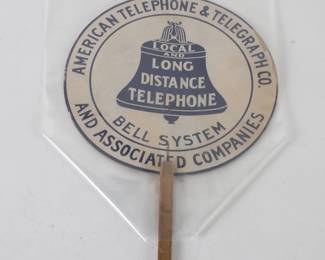 AMERICAN TELEPHONE & TELEGRAPH CO.
LOCAL
AND
LONG
DISTANCE
TELEPHONE
BELL SYSTEM
AND ASSOCIATED COMPANIES